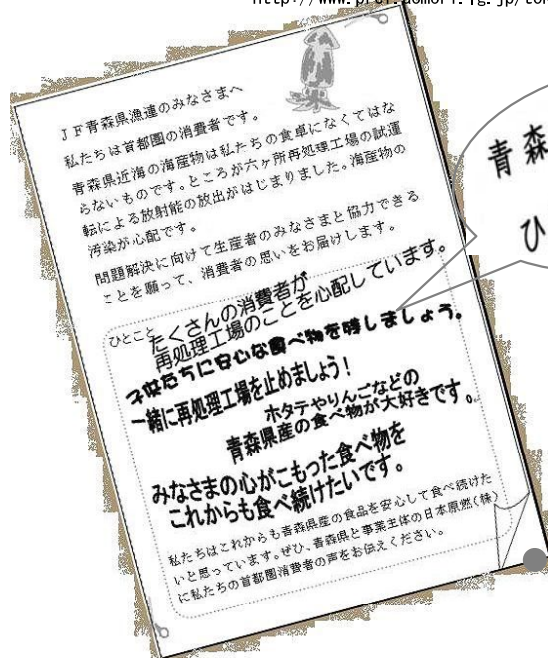 JF青森県漁連のみなさまへ
私たちは首都圏の消費者です。
青森県近海の海産物は私たちの食卓になくてはな
らないものです。ところが六ヶ所再処理工場の試運
転による放射能の放出がはじまりました。海産物の
汚染が心配です。
問題解決に向けて生産者のみなさまと協力できる
ことを願って、消費者の思いをお届けします。
ひとこと
たくさんの消費者が
再処理工場のことを心配しています。
子供たちに安心な食べ物を残しましょう。
一緒に再処理工場を止めましょう!
ホタテやりんごなどの
青森県産の食べ物が大好きです。
みなさまの心がこもった食べ物を
これからも食べ続けたいです。
私たちはこれからも青森県産の食品を安心して食べ続けた
いと思っています。ぜひ、青森県と事業主体の日本原燃(株)
に私たちの首都圏消費者の声をお伝えください。
青森
ひ